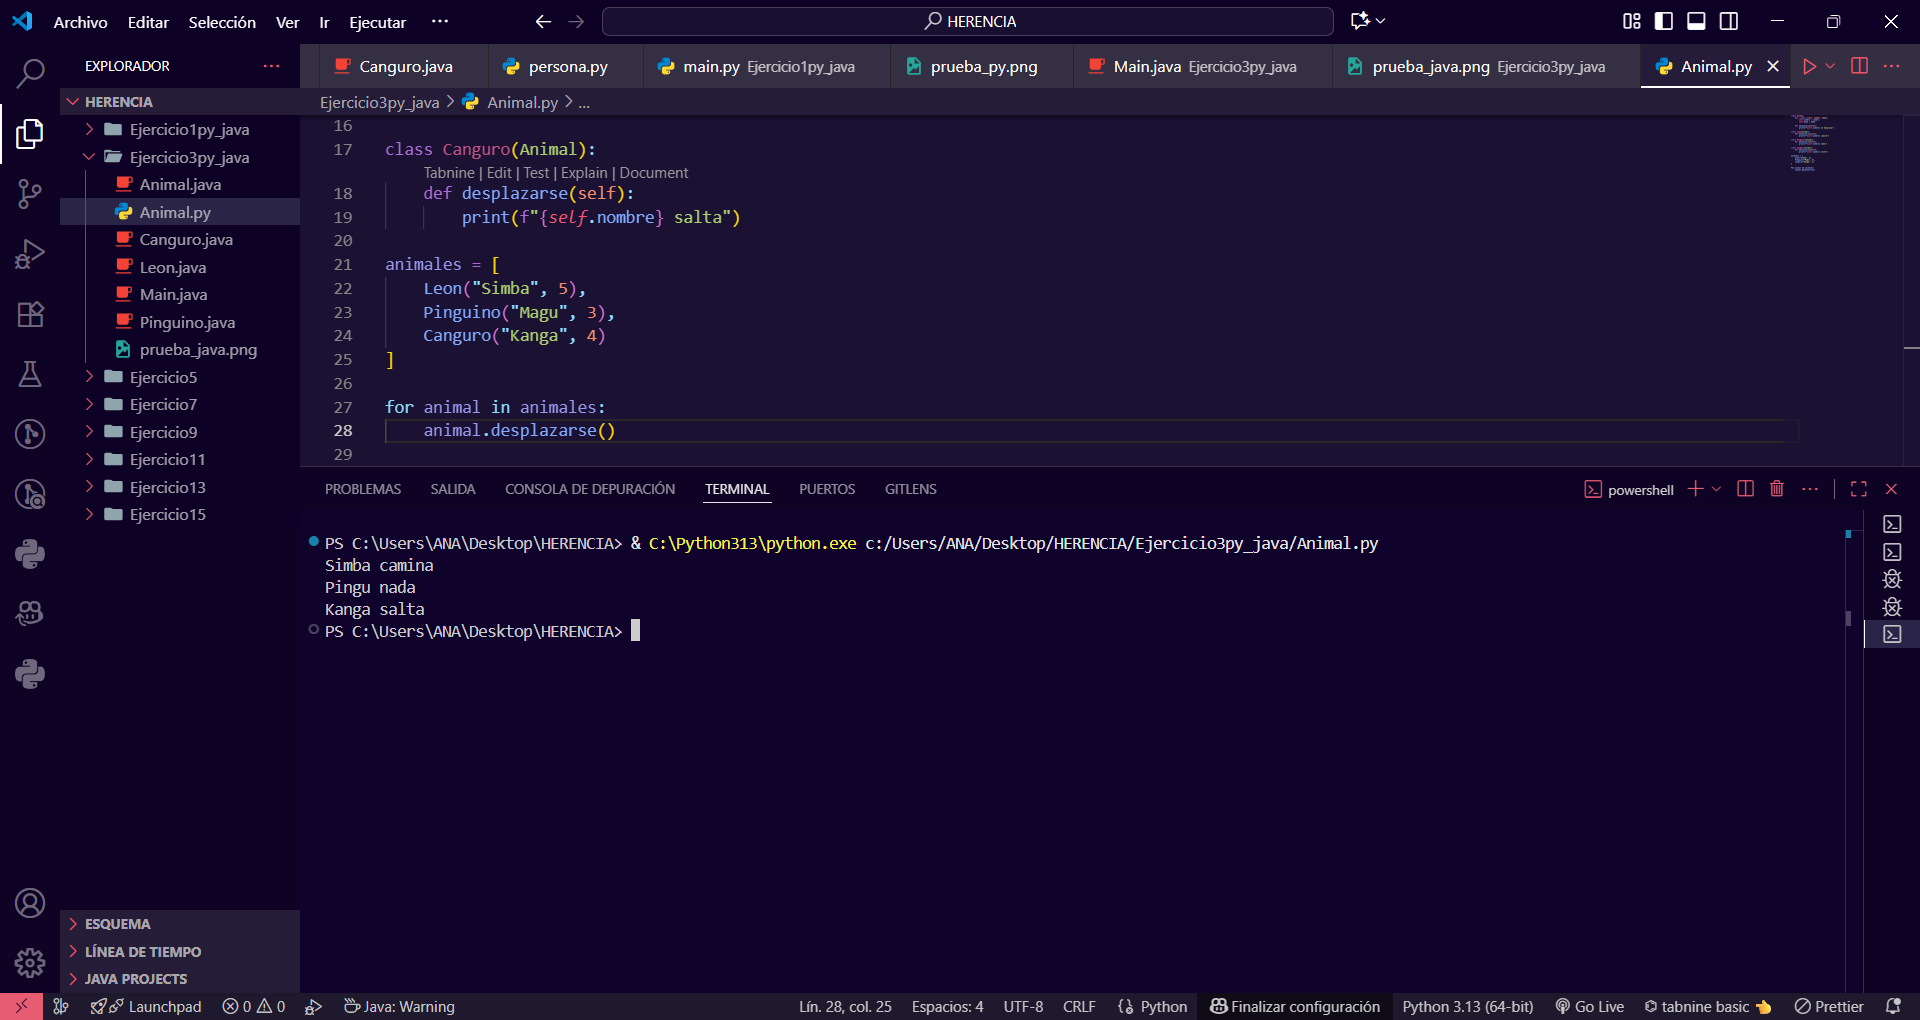 Archivo Editar Selección Ver Ir Ejecutar ··· HERENCIA
EXPLORADOR ···
HERENCIA
Ejercicio1py_java
Ejercicio3py_java
Animal.java
Animal.py
Canguro.java
Leon.java
Main.java
Pinguino.java
prueba_java.png
Ejercicio5
Ejercicio7
Ejercicio9
Ejercicio11
Ejercicio13
Ejercicio15
ESQUEMA
LÍNEA DE TIEMPO
JAVA PROJECTS
Canguro.java persona.py main.py Ejercicio1py_java prueba_py.png Main.java Ejercicio3py_java prueba_java.png Ejercicio3py_java Animal.py
Ejercicio3py_java > Animal.py > ...
16
17 class Canguro(Animal):
Tabnine | Edit | Test | Explain | Document
18 def desplazarse(self):
19 print(f"{self.nombre} salta")
20
21 animales = [
22 Leon("Simba", 5),
23 Pinguino("Magu", 3),
24 Canguro("Kanga", 4)
25 ]
26
27 for animal in animales:
28 animal.desplazarse()
29
PROBLEMAS SALIDA CONSOLA DE DEPURACIÓN TERMINAL PUERTOS GITLENS powershell
PS C:\Users\ANA\Desktop\HERENCIA> & C:\Python313\python.exe c:/Users/ANA/Desktop/HERENCIA/Ejercicio3py_java/Animal.py
Simba camina
Pingu nada
Kanga salta
PS C:\Users\ANA\Desktop\HERENCIA>
Launchpad 0 0 Java: Warning Lín. 28, col. 25 Espacios: 4 UTF-8 CRLF {} Python Finalizar configuración Python 3.13 (64-bit) Go Live tabnine basic Prettier